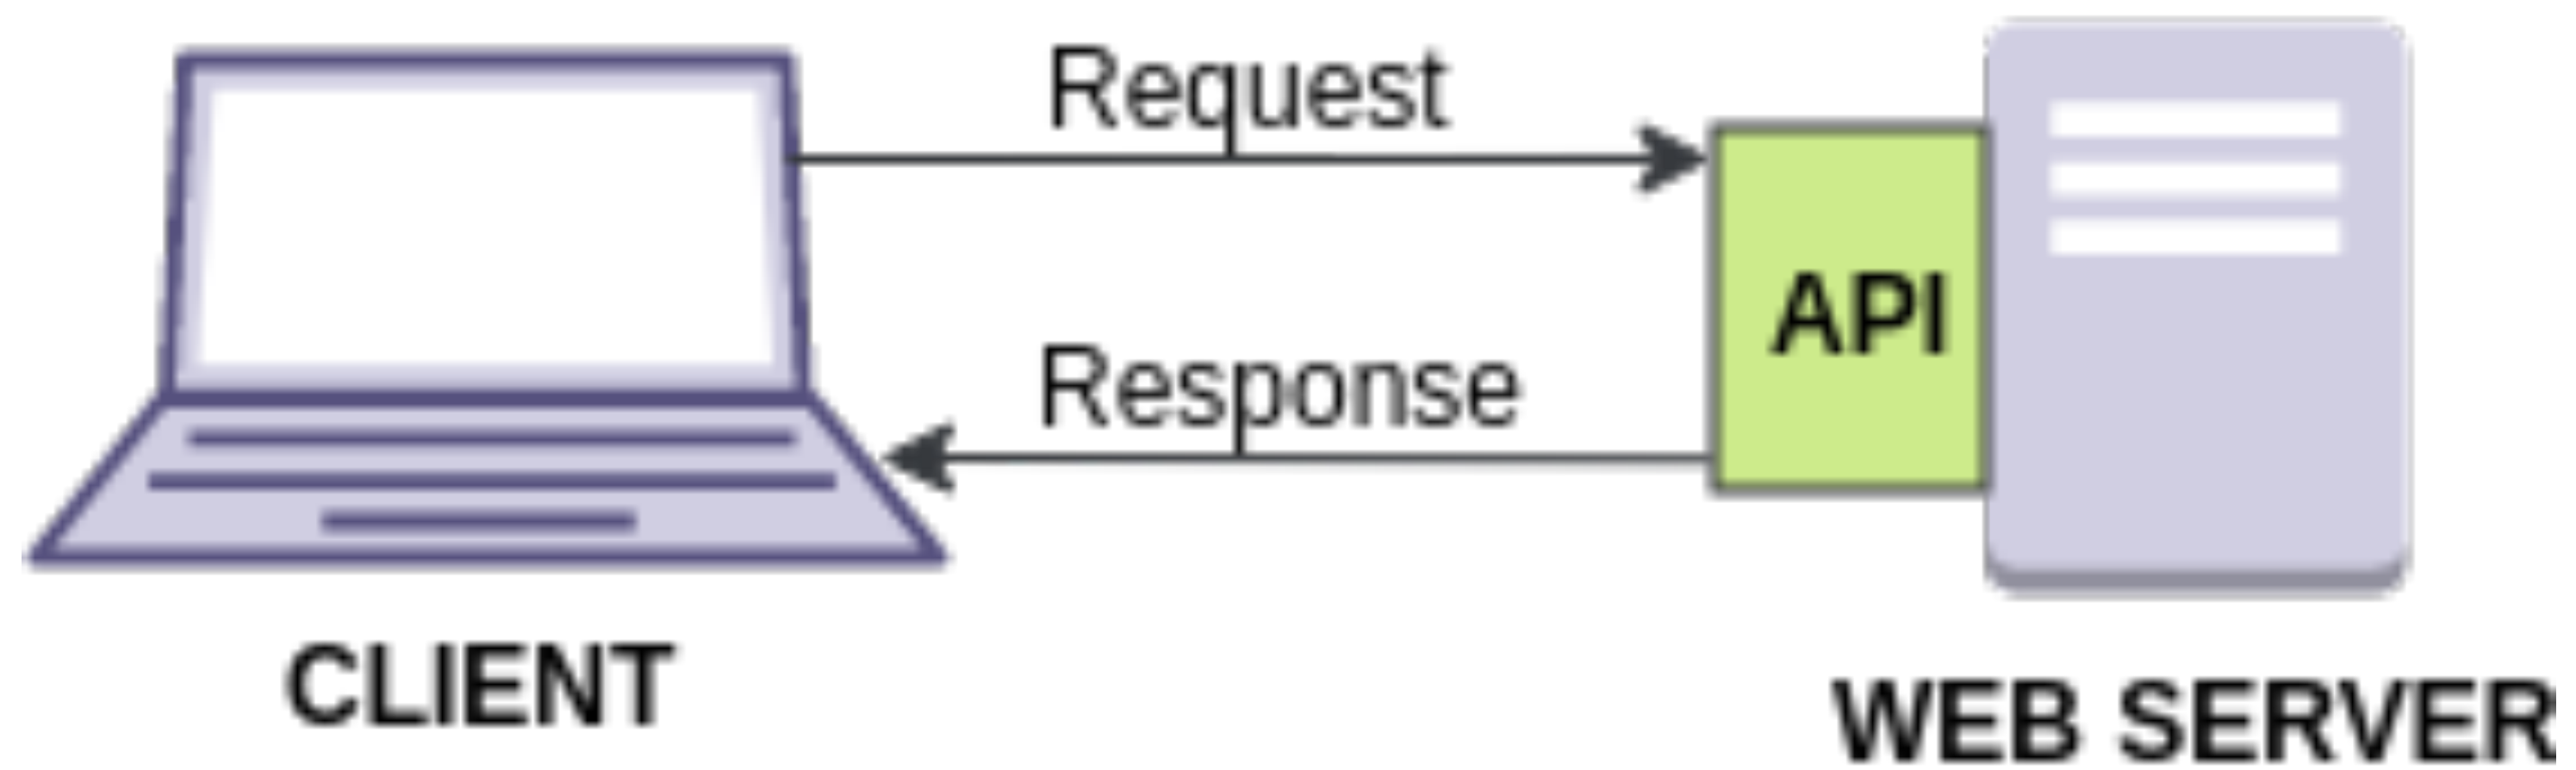 Request
API
Response
CLIENT
WEB SERVER